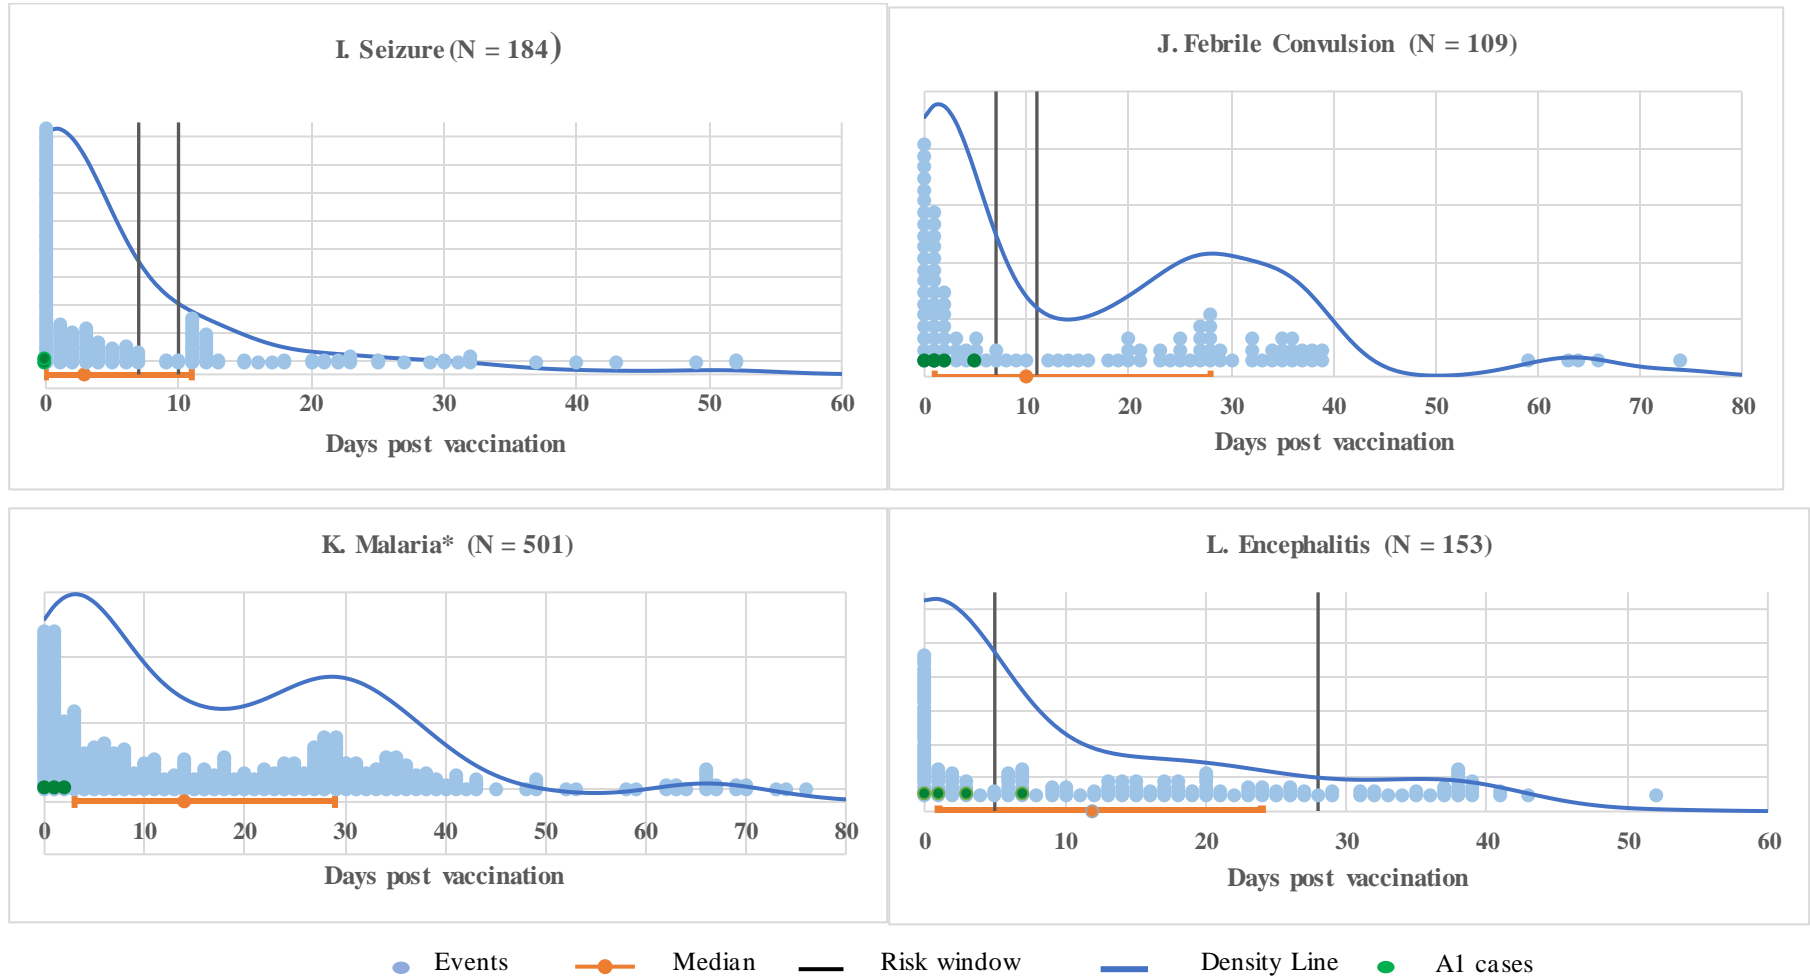 I. Seizure (N = 184)
0 10 20 30 40 50 60
Days post vaccination
J. Febrile Convulsion (N = 109)
0 10 20 30 40 50 60 70 80
Days post vaccination
K. Malaria* (N = 501)
0 10 20 30 40 50 60 70 80
Days post vaccination
L. Encephalitis (N = 153)
0 10 20 30 40 50 60
Days post vaccination
Events Median Risk window Density Line A1 cases